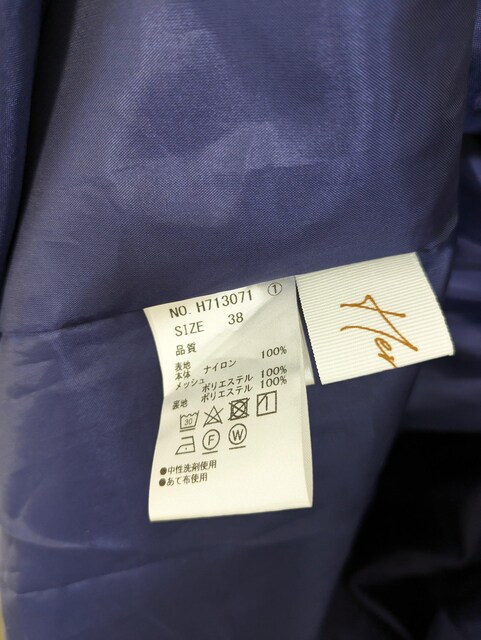 NO. H713071 ①
SIZE 38
品質
表地
本体 ナイロン 100%
メッシュ ポリエステル 100%
裏地 ポリエステル 100%
30
F W
●中性洗剤使用
●あて布使用
Her